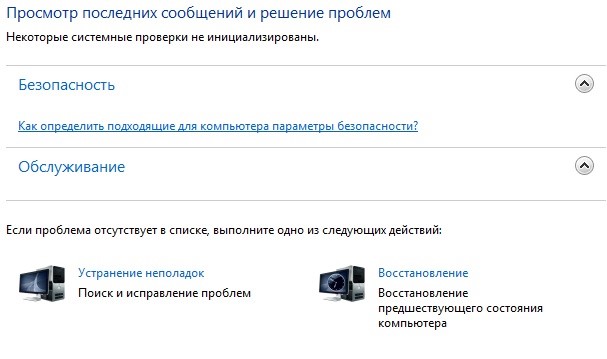 Просмотр последних сообщений и решение проблем
Некоторые системные проверки не инициализированы.
Безопасность
Как определить подходящие для компьютера параметры безопасности?
Обслуживание
Если проблема отсутствует в списке, выполните одно из следующих действий:
Устранение неполадок
Поиск и исправление проблем
Восстановление
Восстановление
предшествующего состояния
компьютера